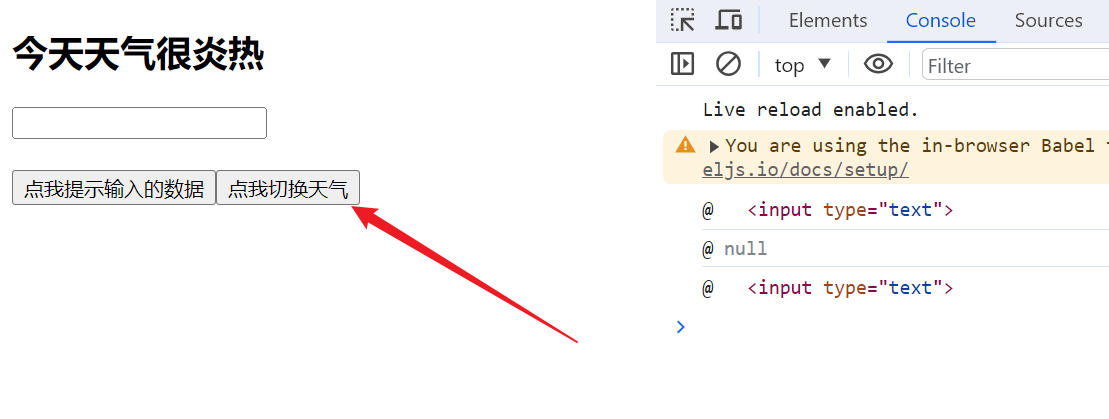 今天天气很炎热
点我提示输入的数据 点我切换天气
Elements Console Sources
top Filter
Live reload enabled.
You are using the in-browser Babel
eljs.io/docs/setup/
@ <input type="text">
@ null
@ <input type="text">